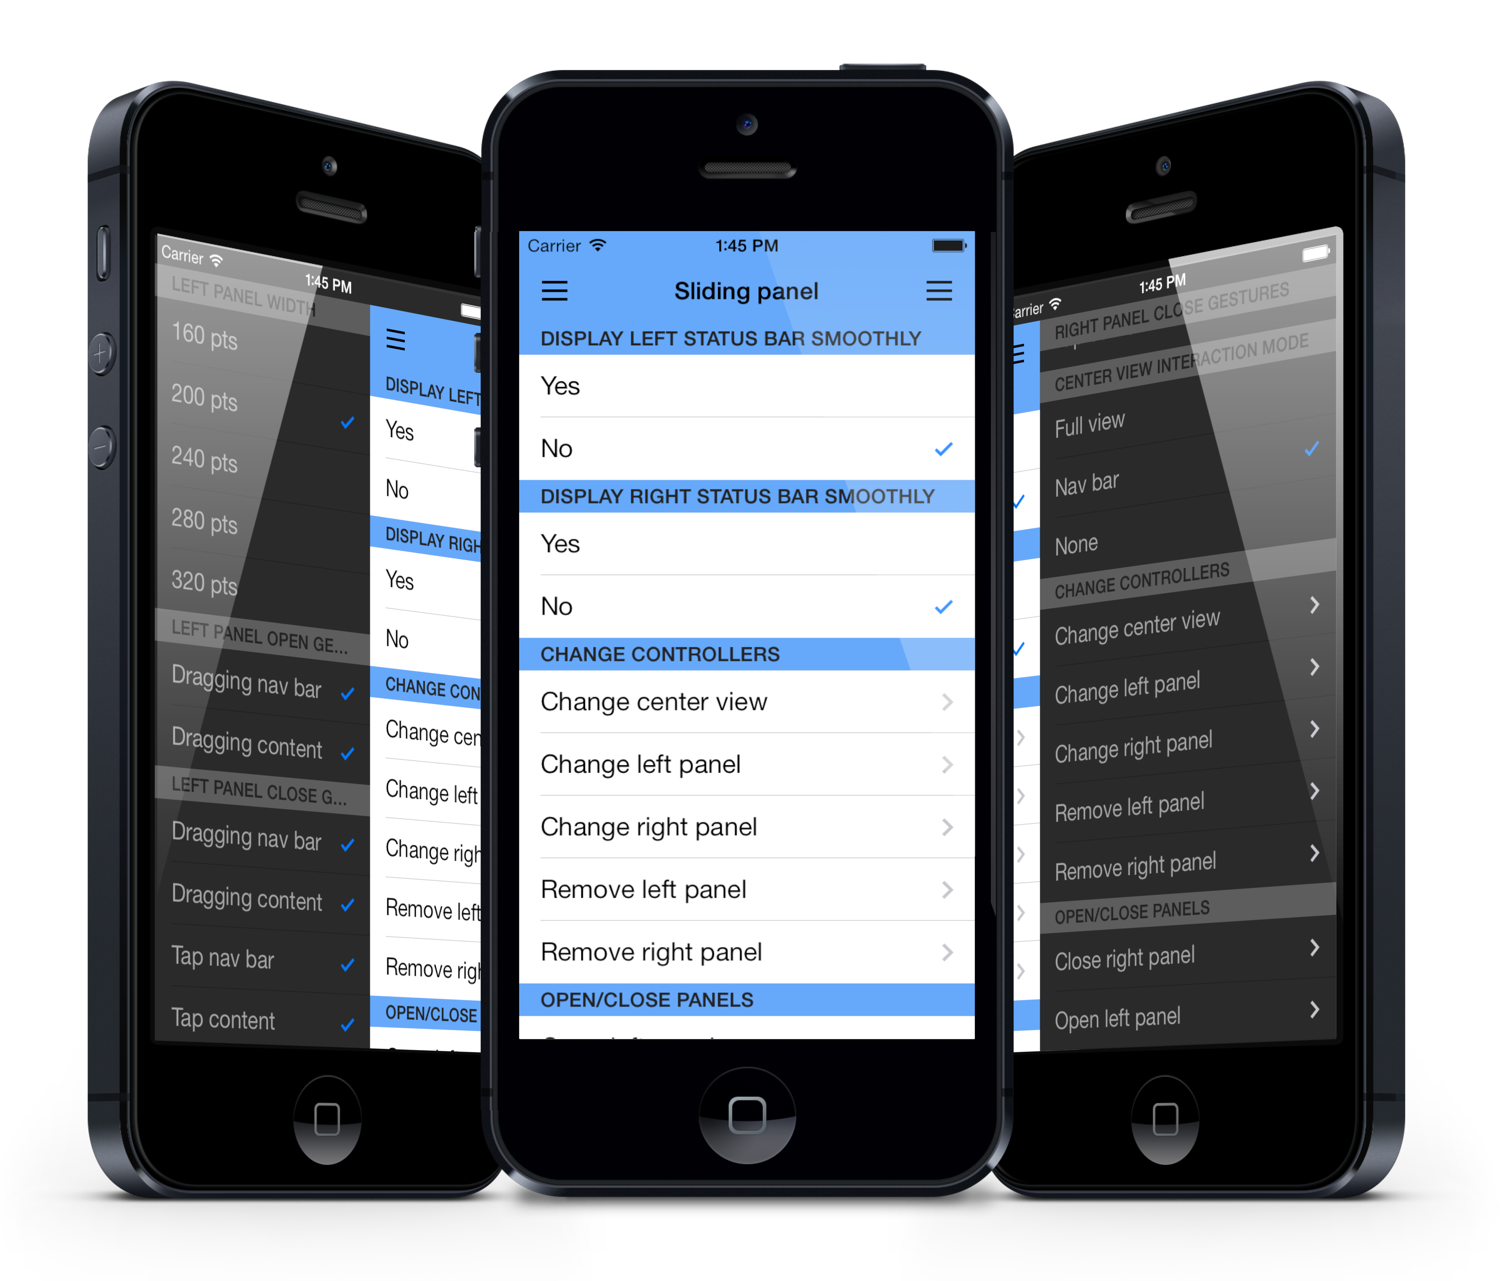 Carrier
1:45 PM
LEFT PANEL WIDTH
160 pts
200 pts
240 pts
280 pts
320 pts
LEFT PANEL OPEN GE...
Dragging nav bar
Dragging content
LEFT PANEL CLOSE G...
Dragging nav bar
Dragging content
Tap nav bar
Tap content
DISPLAY LEFT
Yes
No
DISPLAY RIGH
Yes
No
CHANGE CON
Change cen
Change left
Change righ
Remove left
Remove righ
OPEN/CLOSE
Carrier
1:45 PM
Sliding panel
DISPLAY LEFT STATUS BAR SMOOTHLY
Yes
No
DISPLAY RIGHT STATUS BAR SMOOTHLY
Yes
No
CHANGE CONTROLLERS
Change center view
Change left panel
Change right panel
Remove left panel
Remove right panel
OPEN/CLOSE PANELS
Carrier
1:45 PM
RIGHT PANEL CLOSE GESTURES
CENTER VIEW INTERACTION MODE
Full view
Nav bar
None
CHANGE CONTROLLERS
Change center view
Change left panel
Change right panel
Remove left panel
Remove right panel
OPEN/CLOSE PANELS
Close right panel
Open left panel